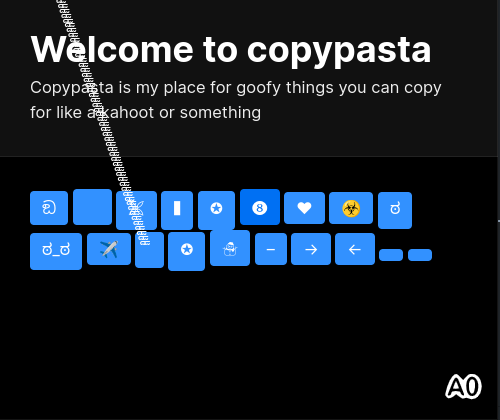 Welcome to copypasta
Copypasta is my place for goofy things you can copy
for like a kahoot or something
✪ ❽ ♥ ☣️ ಠ
ಠ_ಠ ✈️ ✪ ☃ – → ←
A0